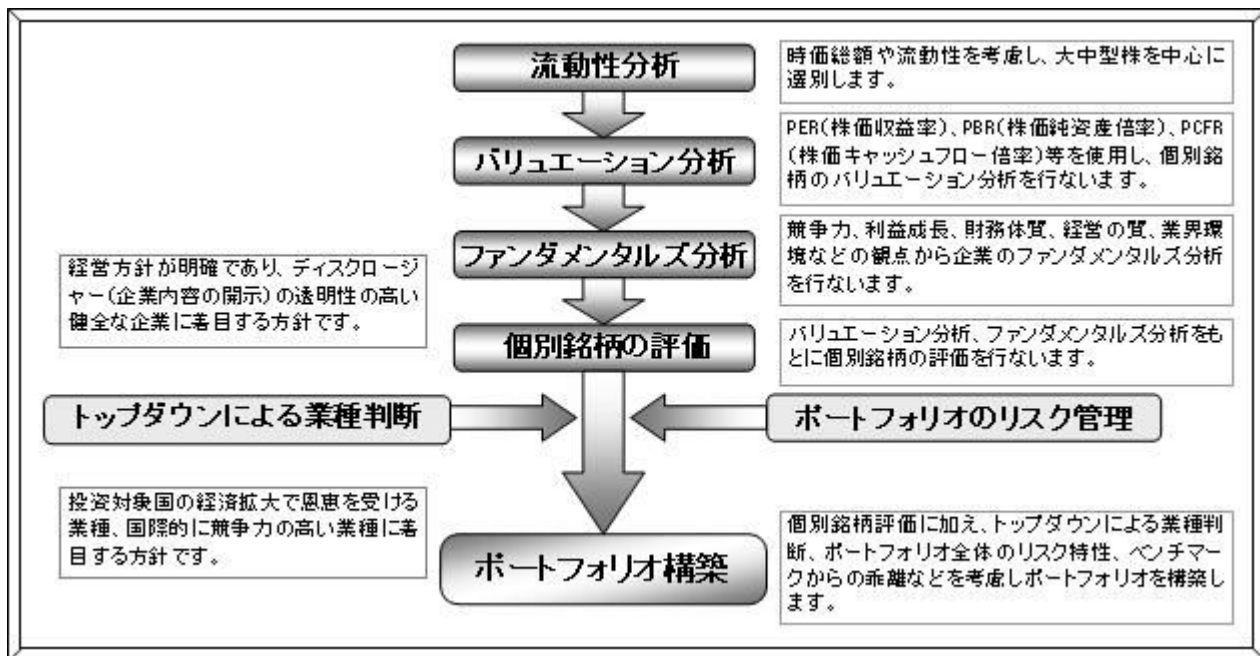 流動性分析
時価総額や流動性を考慮し、大中型株を中心に
選別します。
バリュエーション分析
PER(株価収益率)、PBR(株価純資産倍率)、PCFR
(株価キャッシュフロー倍率)等を使用し、個別銘
柄のバリュエーション分析を行ないます。
ファンダメンタルズ分析
競争力、利益成長、財務体質、経営の質、業界環
境などの観点から企業のファンダメンタルズ分析
を行ないます。
経営方針が明確であり、ディスクロージ
ャー(企業内容の開示)の透明性の高い
健全な企業に着目する方針です。
個別銘柄の評価
バリュエーション分析、ファンダメンタルズ分析をも
とに個別銘柄の評価を行ないます。
トップダウンによる業種判断
ポートフォリオのリスク管理
投資対象国の経済拡大で恩恵を受ける
業種、国際的に競争力の高い業種に着
目する方針です。
ポートフォリオ構築
個別銘柄評価に加え、トップダウンによる業種判
断、ポートフォリオ全体のリスク特性、ベンチマー
クからの乖離などを考慮しポートフォリオを構築し
ます。